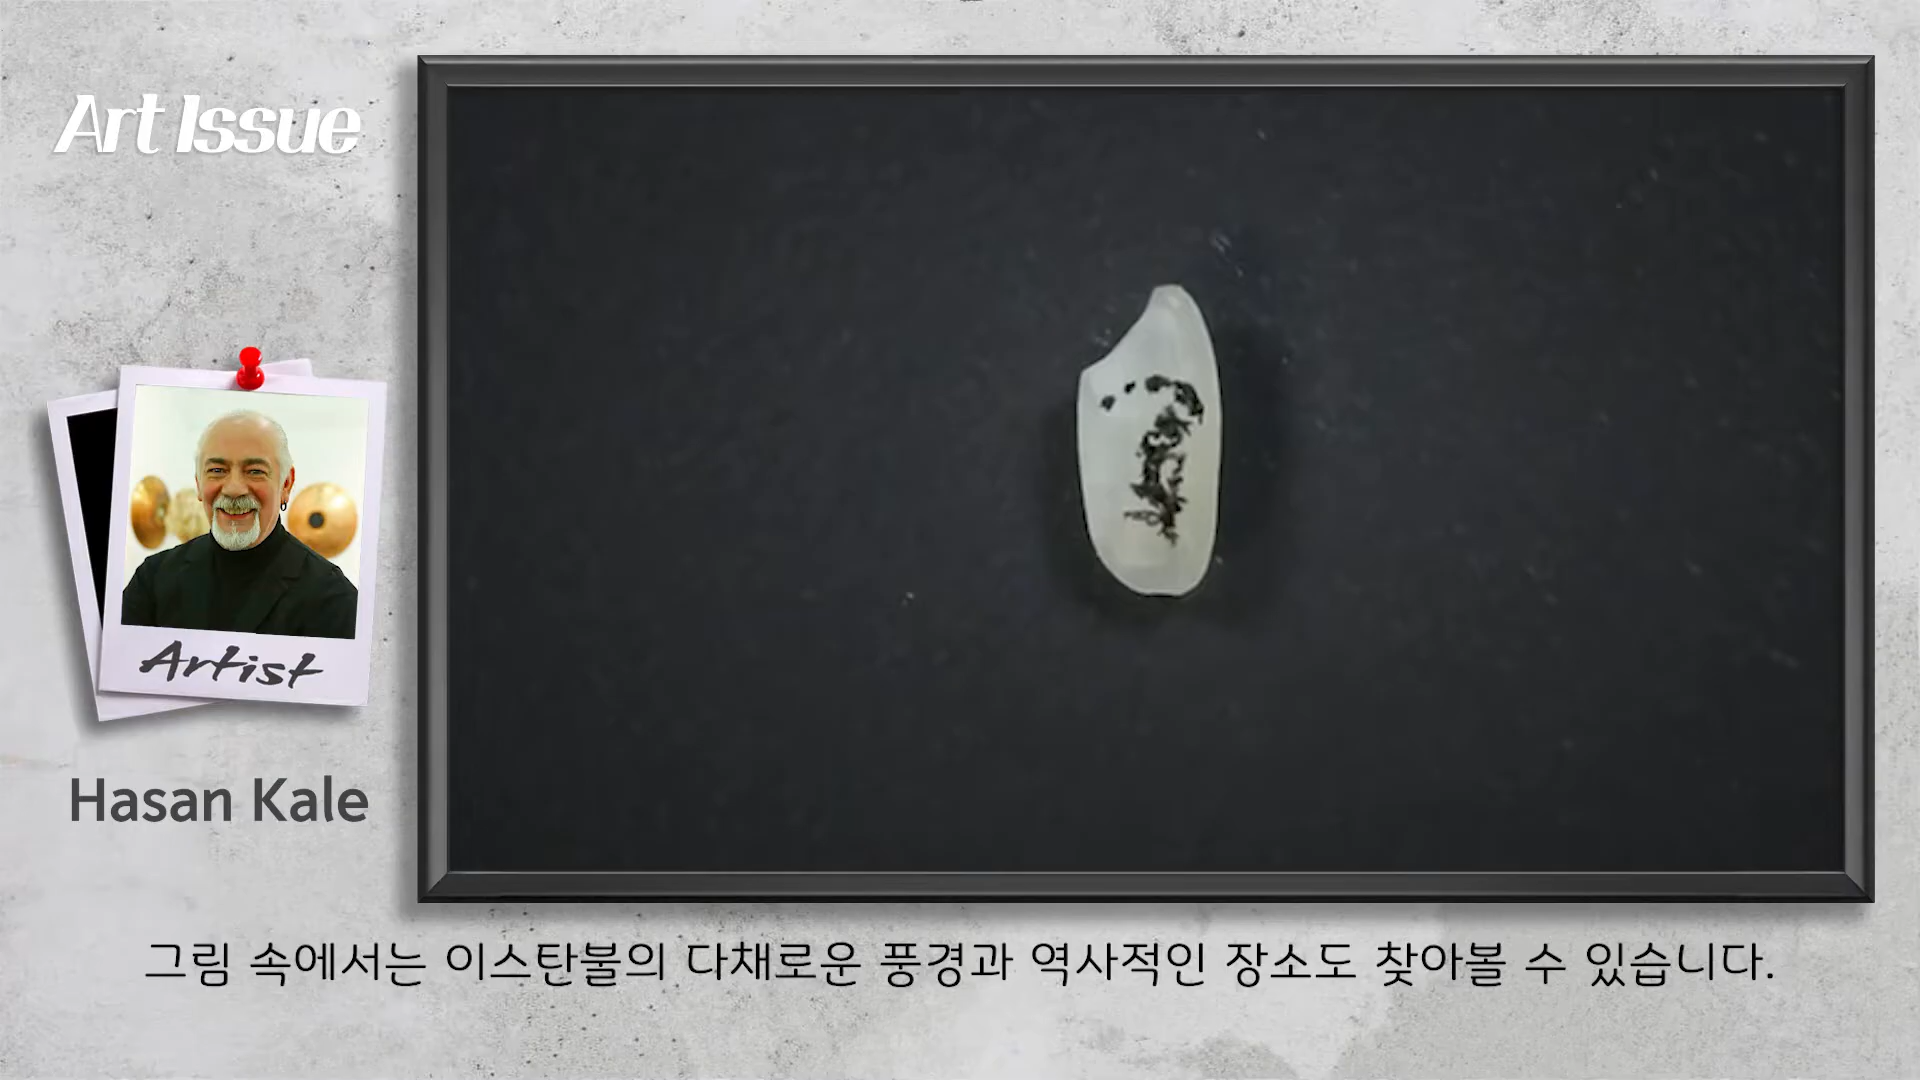 Art Issue
Artist
Hasan Kale
그림 속에서는 이스탄불의 다채로운 풍경과 역사적인 장소도 찾아볼 수 있습니다.